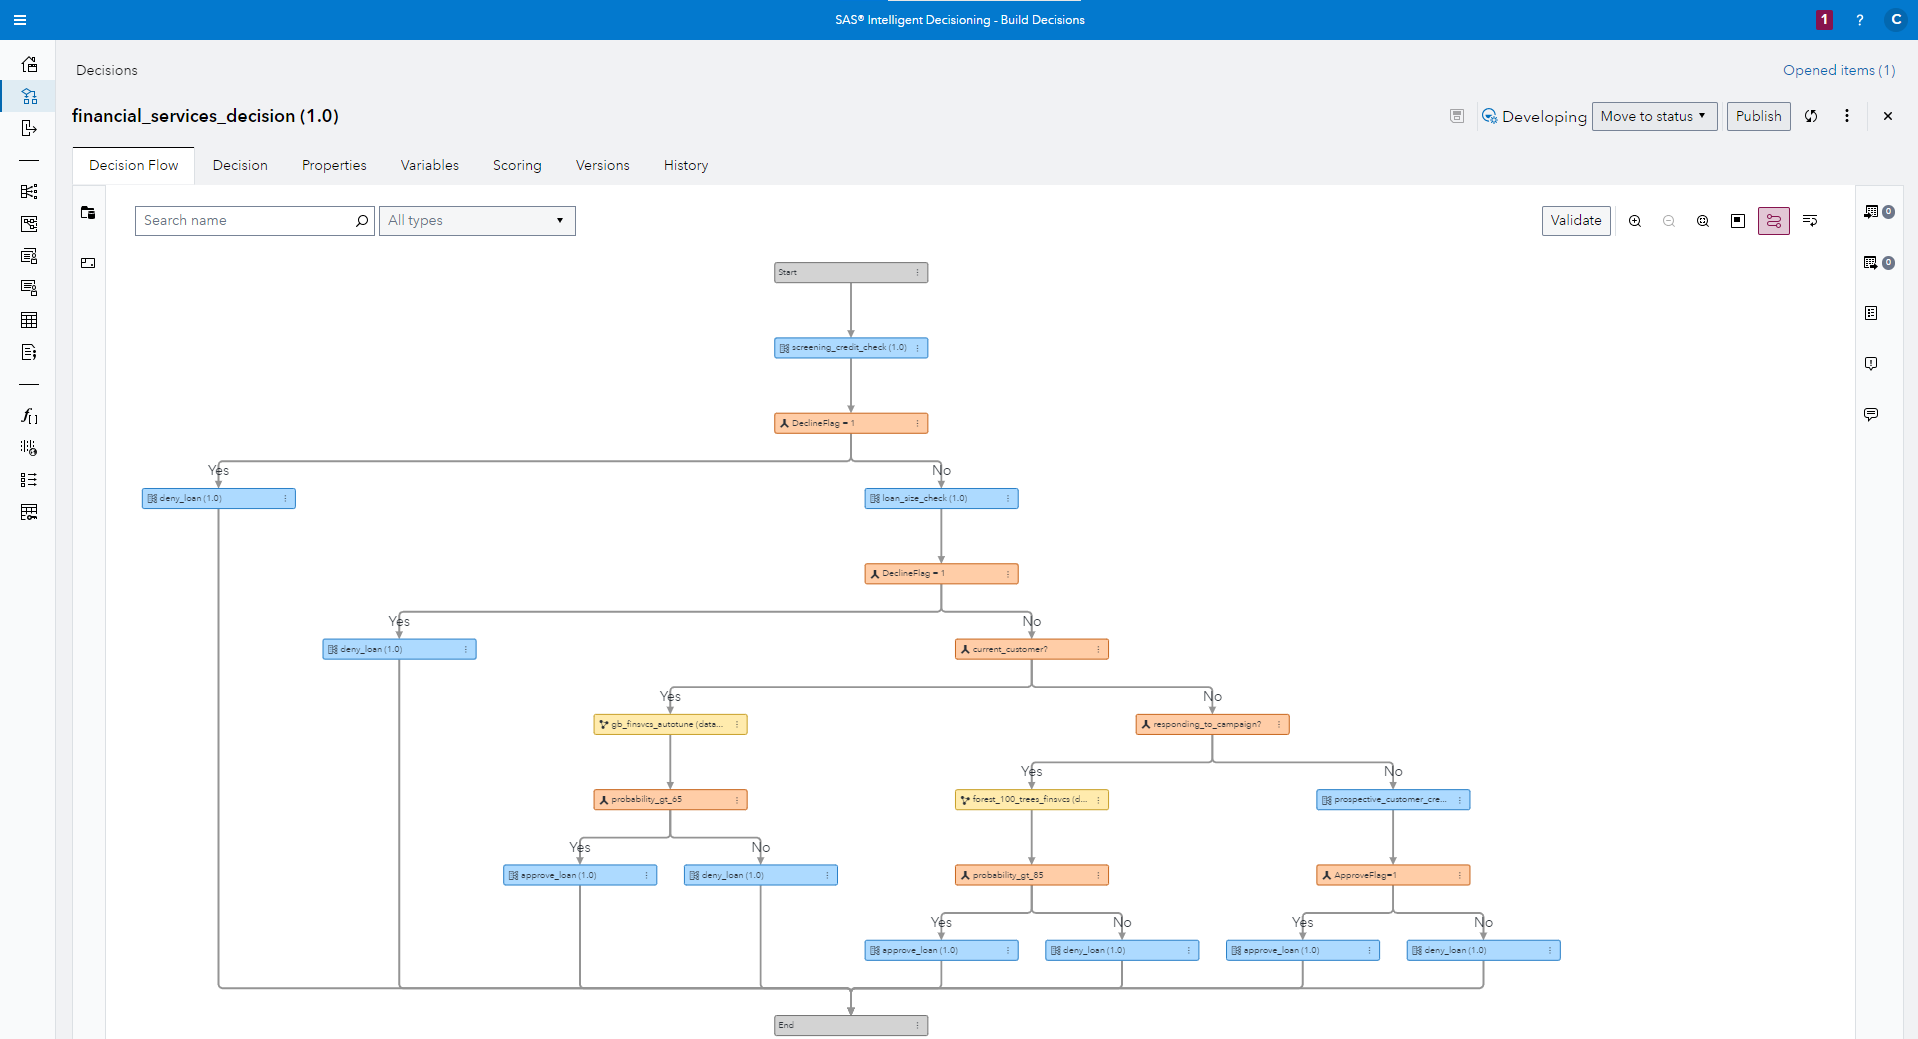 SAS® Intelligent Decisioning - Build Decisions
1
?
C
Decisions
Opened items (1)
financial_services_decision (1.0)
Developing
Move to status
Publish
Decision Flow
Decision
Properties
Variables
Scoring
Versions
History
Search name
All types
Validate
0
0
Start
screening_credit_check (1.0)
DeclineFlag = 1
Yes
No
deny_loan (1.0)
loan_size_check (1.0)
DeclineFlag = 1
Yes
No
deny_loan (1.0)
current_customer?
Yes
No
gb_finsvcs_autotune (data...
responding_to_campaign?
Yes
No
probability_gt_65
forest_100_trees_finsvcs (d...
prospective_customer_cre...
Yes
No
approve_loan (1.0)
deny_loan (1.0)
probability_gt_85
ApproveFlag=1
Yes
No
Yes
No
approve_loan (1.0)
deny_loan (1.0)
approve_loan (1.0)
deny_loan (1.0)
End